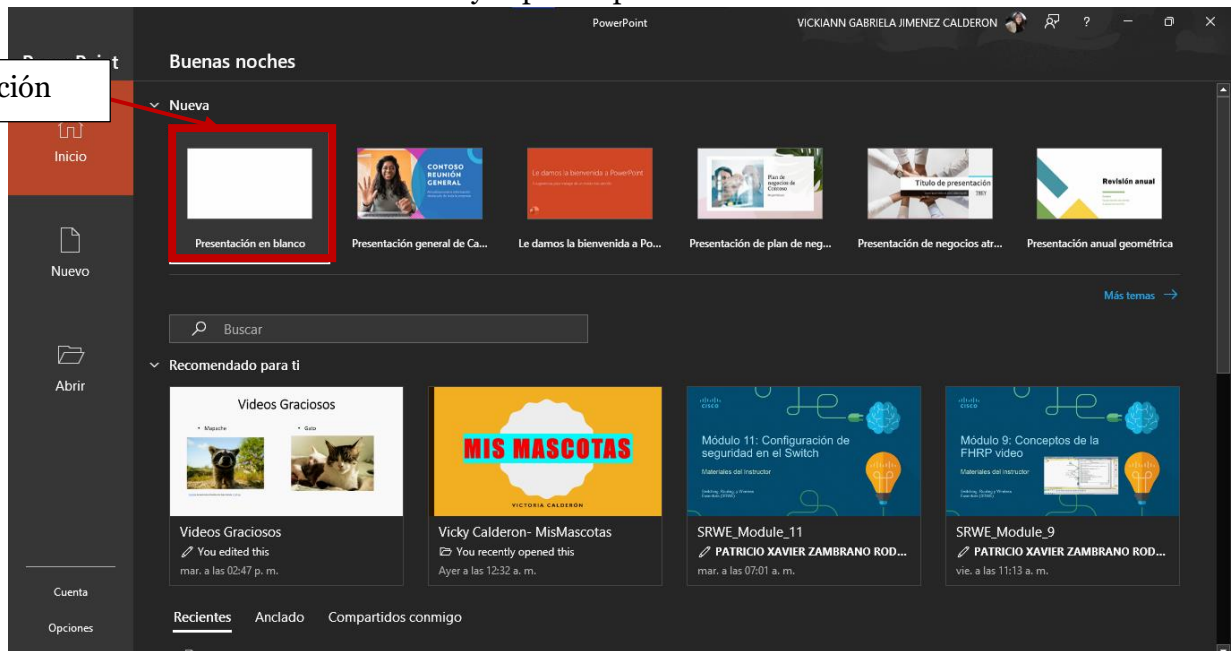 PowerPoint
VICKIANN GABRIELA JIMENEZ CALDERON
?
Buenas noches
ción
Nueva
Inicio
CONTOSO
REUNIÓN
GENERAL
Le damos la bienvenida a PowerPoint
Plan de
negocios de
Contoso
Título de presentación
Revisión anual
Presentación en blanco
Presentación general de Ca...
Le damos la bienvenida a Po...
Presentación de plan de neg...
Presentación de negocios atr...
Presentación anual geométrica
Nuevo
Más temas
Buscar
Recomendado para ti
Abrir
Videos Graciosos
• Mapache
• Gato
MIS MASCOTAS
VICTORIA CALDERÓN
CISCO
Módulo 11: Configuración de
seguridad en el Switch
Materiales del Instructor
CISCO
Módulo 9: Conceptos de la
FHRP video
Materiales del Instructor
Videos Graciosos
You edited this
mar. a las 02:47 p. m.
Vicky Calderon- MisMascotas
You recently opened this
Ayer a las 12:32 a. m.
SRWE_Module_11
PATRICIO XAVIER ZAMBRANO ROD...
mar. a las 07:01 a. m.
SRWE_Module_9
PATRICIO XAVIER ZAMBRANO ROD...
vie. a las 11:13 a. m.
Cuenta
Opciones
Recientes Anclado Compartidos conmigo